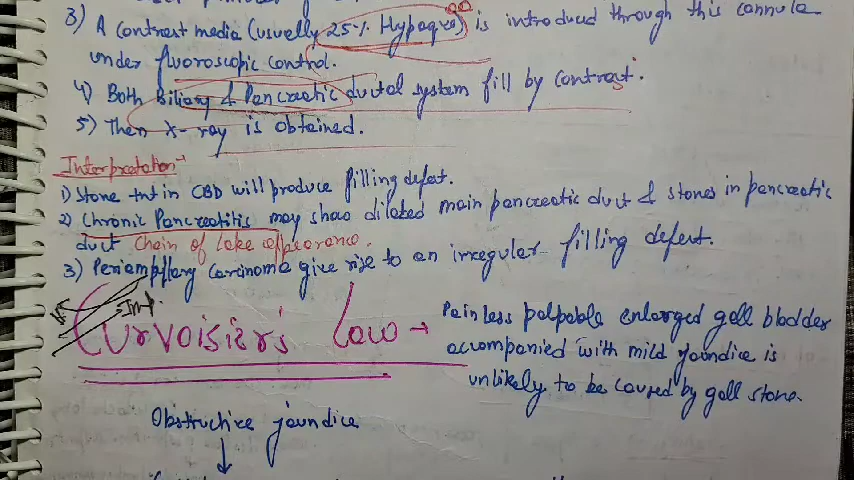 3) A contrast media (usually 25% Hypaque) is introduced through this cannula
under fluoroscopic control.
4) Both Biliary & Pancreatic ductal system fill by contrast.
5) Then X-ray is obtained.
Interpretation→
1) Stone tnt in CBD will produce filling defect.
2) Chronic Pancreatitis may show dilated main pancreatic duct & stones in pancreatic
duct Chain of lake appearance.
3) Periampullary carcinoma give rise to an irregular filling defect.
Imp.
Curvoisier's law →
Painless palpable enlarged gall bladder
accompanied with mild jaundice is
unlikely to be caused by gall stone.
Obstructive jaundice
↓